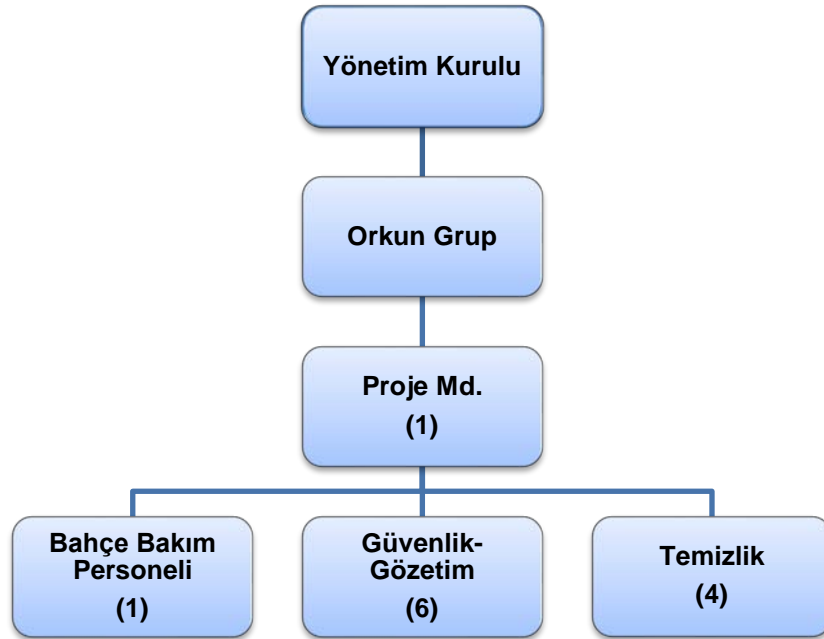 Yönetim Kurulu
Orkun Grup
Proje Md.
(1)
Bahçe Bakım
Personeli
(1)
Güvenlik-
Gözetim
(6)
Temizlik
(4)